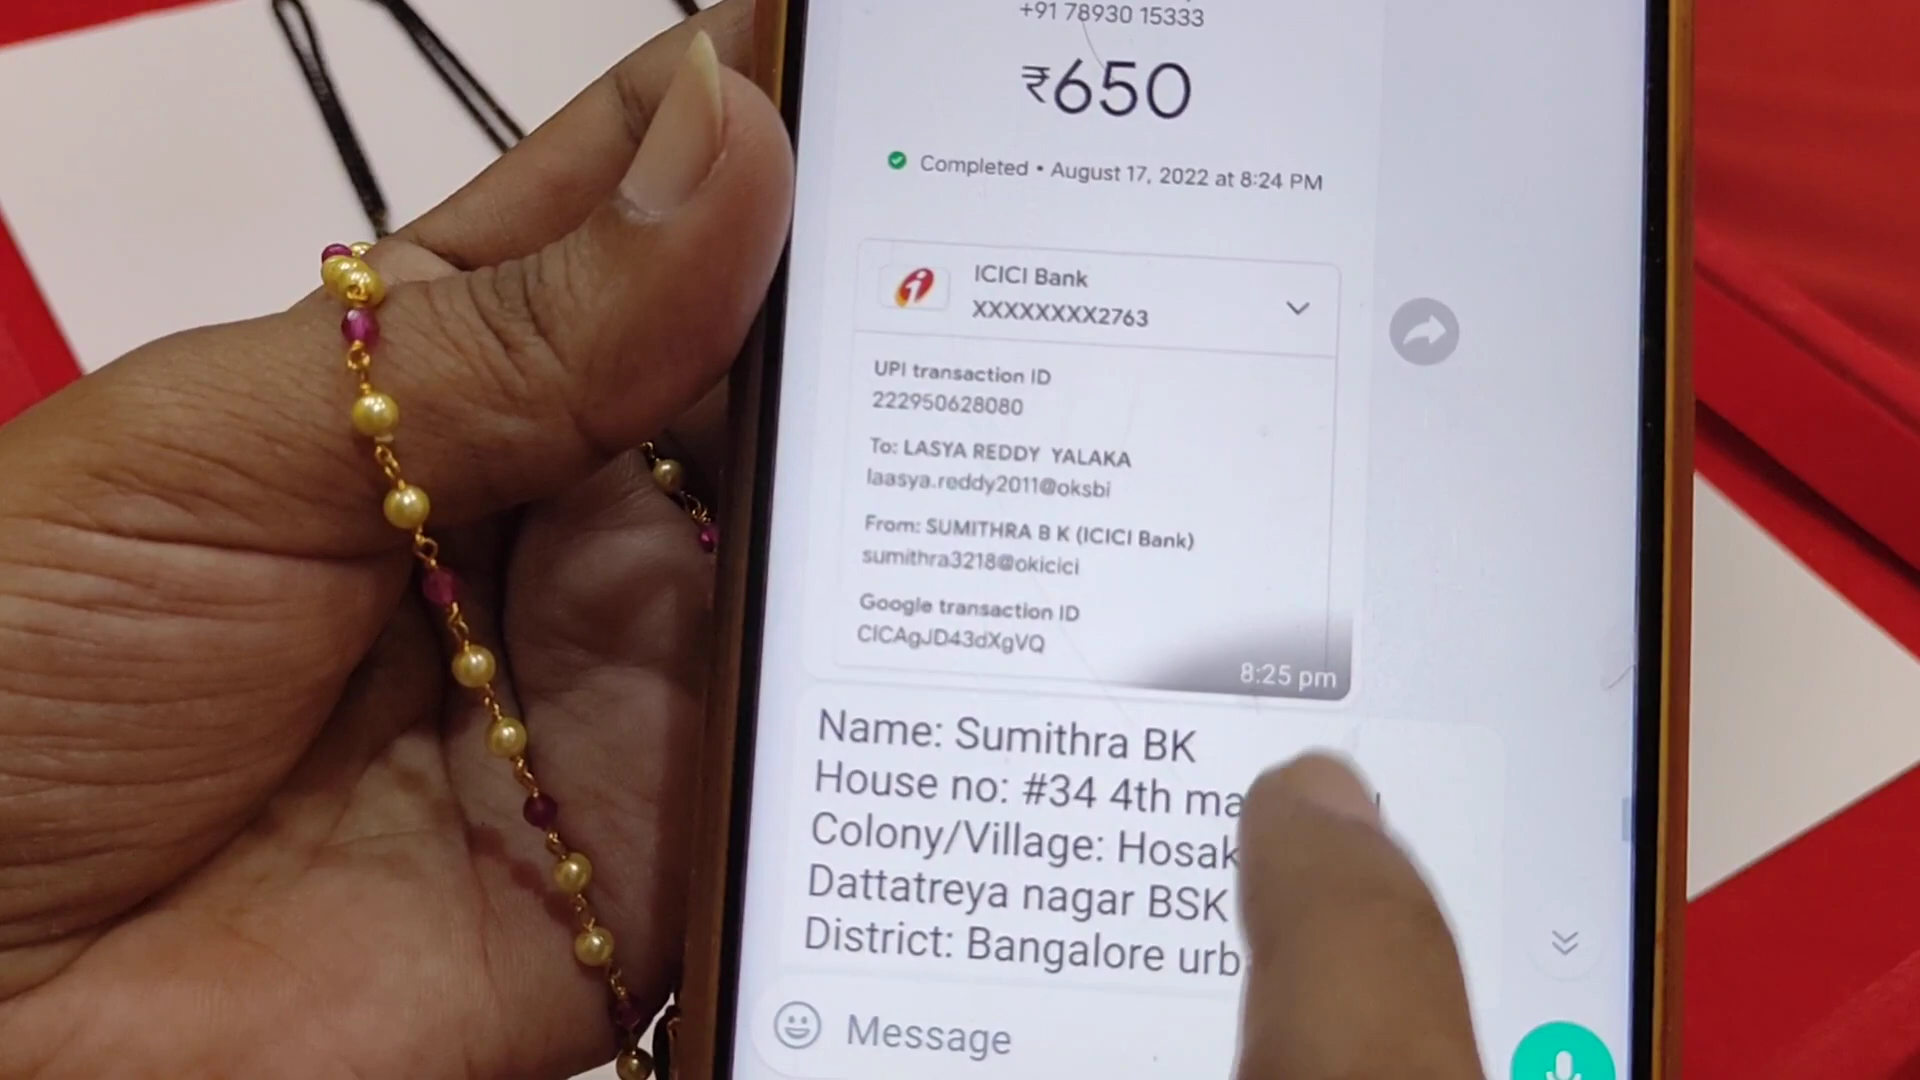 +91 78930 15333
₹650
Completed • August 17, 2022 at 8:24 PM
ICICI Bank
XXXXXXXX2763
UPI transaction ID
222950628080
To: LASYA REDDY YALAKA
laasya.reddy2011@oksbi
From: SUMITHRA B K (ICICI Bank)
sumithra3218@okicici
Google transaction ID
CICAgJD43dXgVQ
8:25 pm
Name: Sumithra BK
House no: #34 4th
Colony/Village:
Dattatreya nagar BSK
District: Bangalore
Message